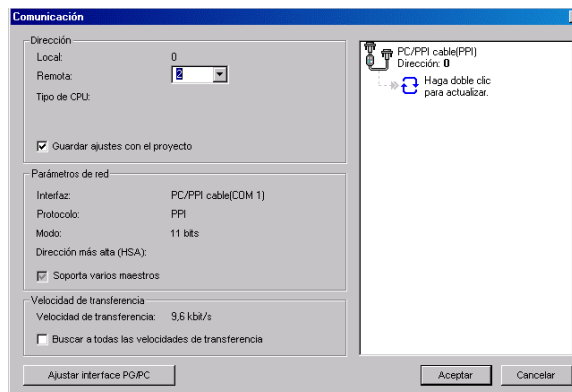 Comunicación
Dirección
Local: 0
Remota: 2
Tipo de CPU:
Guardar ajustes con el proyecto
Parámetros de red
Interfaz: PC/PPI cable(COM 1)
Protocolo: PPI
Modo: 11 bits
Dirección más alta (HSA):
Soporta varios maestros
Velocidad de transferencia
Velocidad de transferencia: 9,6 kbit/s
Buscar a todas las velocidades de transferencia
PC/PPI cable(PPI)
Dirección: 0
Haga doble clic
para actualizar.
Ajustar interface PG/PC
Aceptar
Cancelar